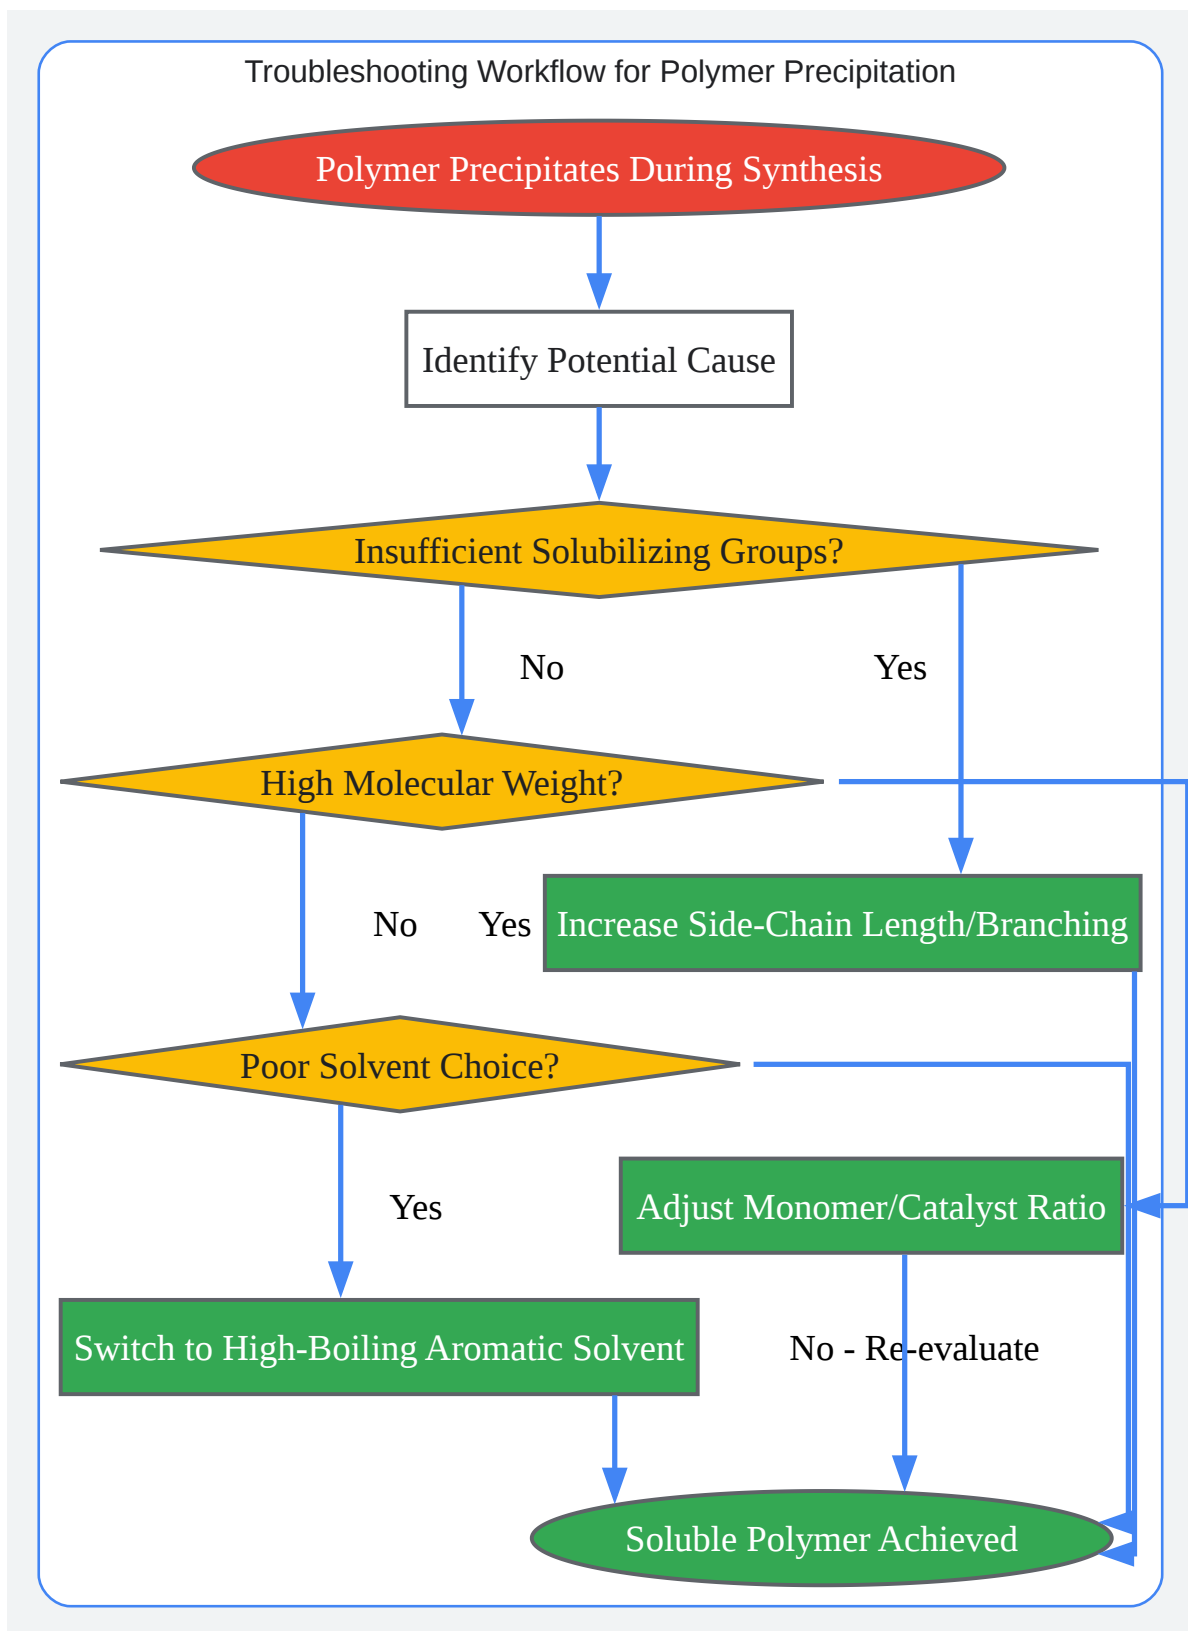 Troubleshooting Workflow for Polymer Precipitation
Polymer Precipitates During Synthesis
Identify Potential Cause
Insufficient Solubilizing Groups?
No
Yes
High Molecular Weight?
No
Yes
Increase Side-Chain Length/Branching
Poor Solvent Choice?
Yes
Adjust Monomer/Catalyst Ratio
Switch to High-Boiling Aromatic Solvent
No - Re-evaluate
Soluble Polymer Achieved